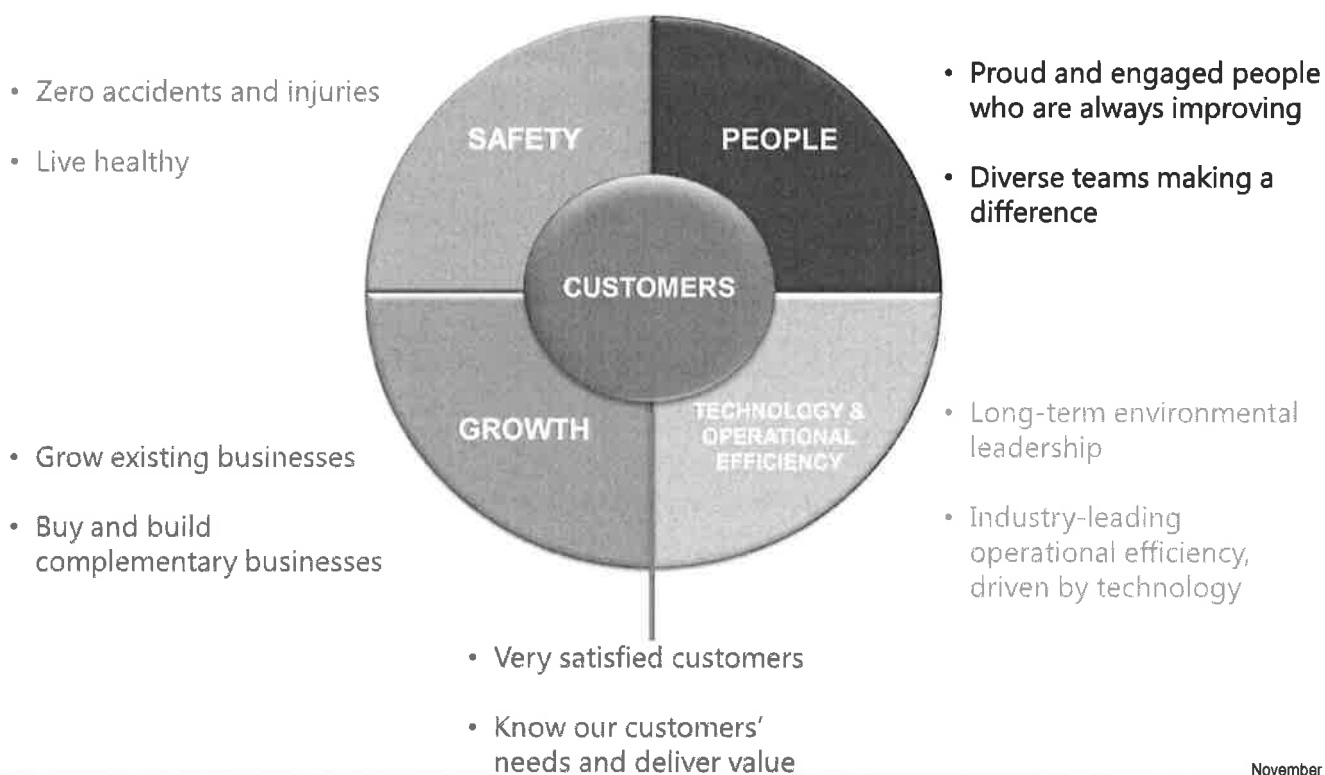 SAFETY
• Zero accidents and injuries
• Live healthy
PEOPLE
• Proud and engaged people
who are always improving
• Diverse teams making a
difference
CUSTOMERS
GROWTH
• Grow existing businesses
• Buy and build
complementary businesses
TECHNOLOGY &
OPERATIONAL
EFFICIENCY
• Long-term environmental
leadership
• Industry-leading
operational efficiency,
driven by technology
• Very satisfied customers
• Know our customers'
needs and deliver value
November